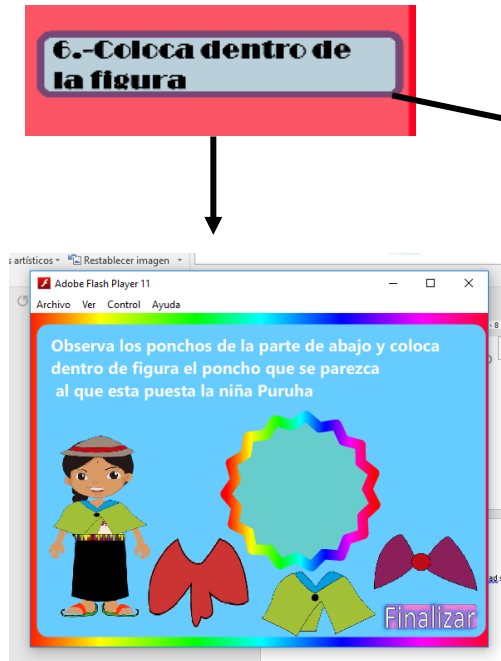 6.-Coloca dentro de
la figura
s artísticos Restablecer imagen
Adobe Flash Player 11
Archivo Ver Control Ayuda
8
Observa los ponchos de la parte de abajo y coloca
dentro de figura el poncho que se parezca
al que esta puesta la niña Puruha
ad
Finalizar